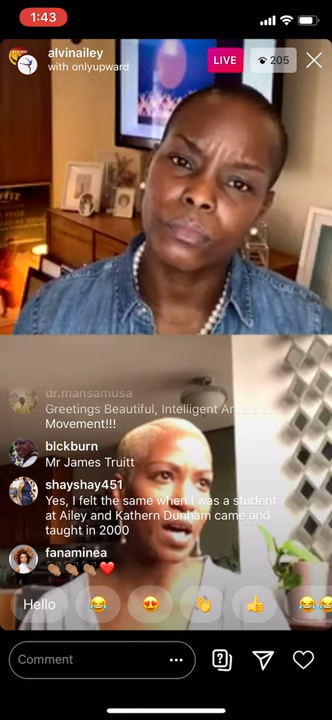 1:43
alvinailey
with onlyupward
LIVE
205
dr.mansamusa
Greetings Beautiful, Intelligent
Movement!!!
blckburn
Mr James Truitt
shayshay451
Yes, I felt the same when I was a student
at Ailey and Kathern Dunham came and
taught in 2000
fanaminea
👏🏽👏🏽👏🏽👏🏽❤️
Hello 😂 😍 👏 👍 😂😂
Comment